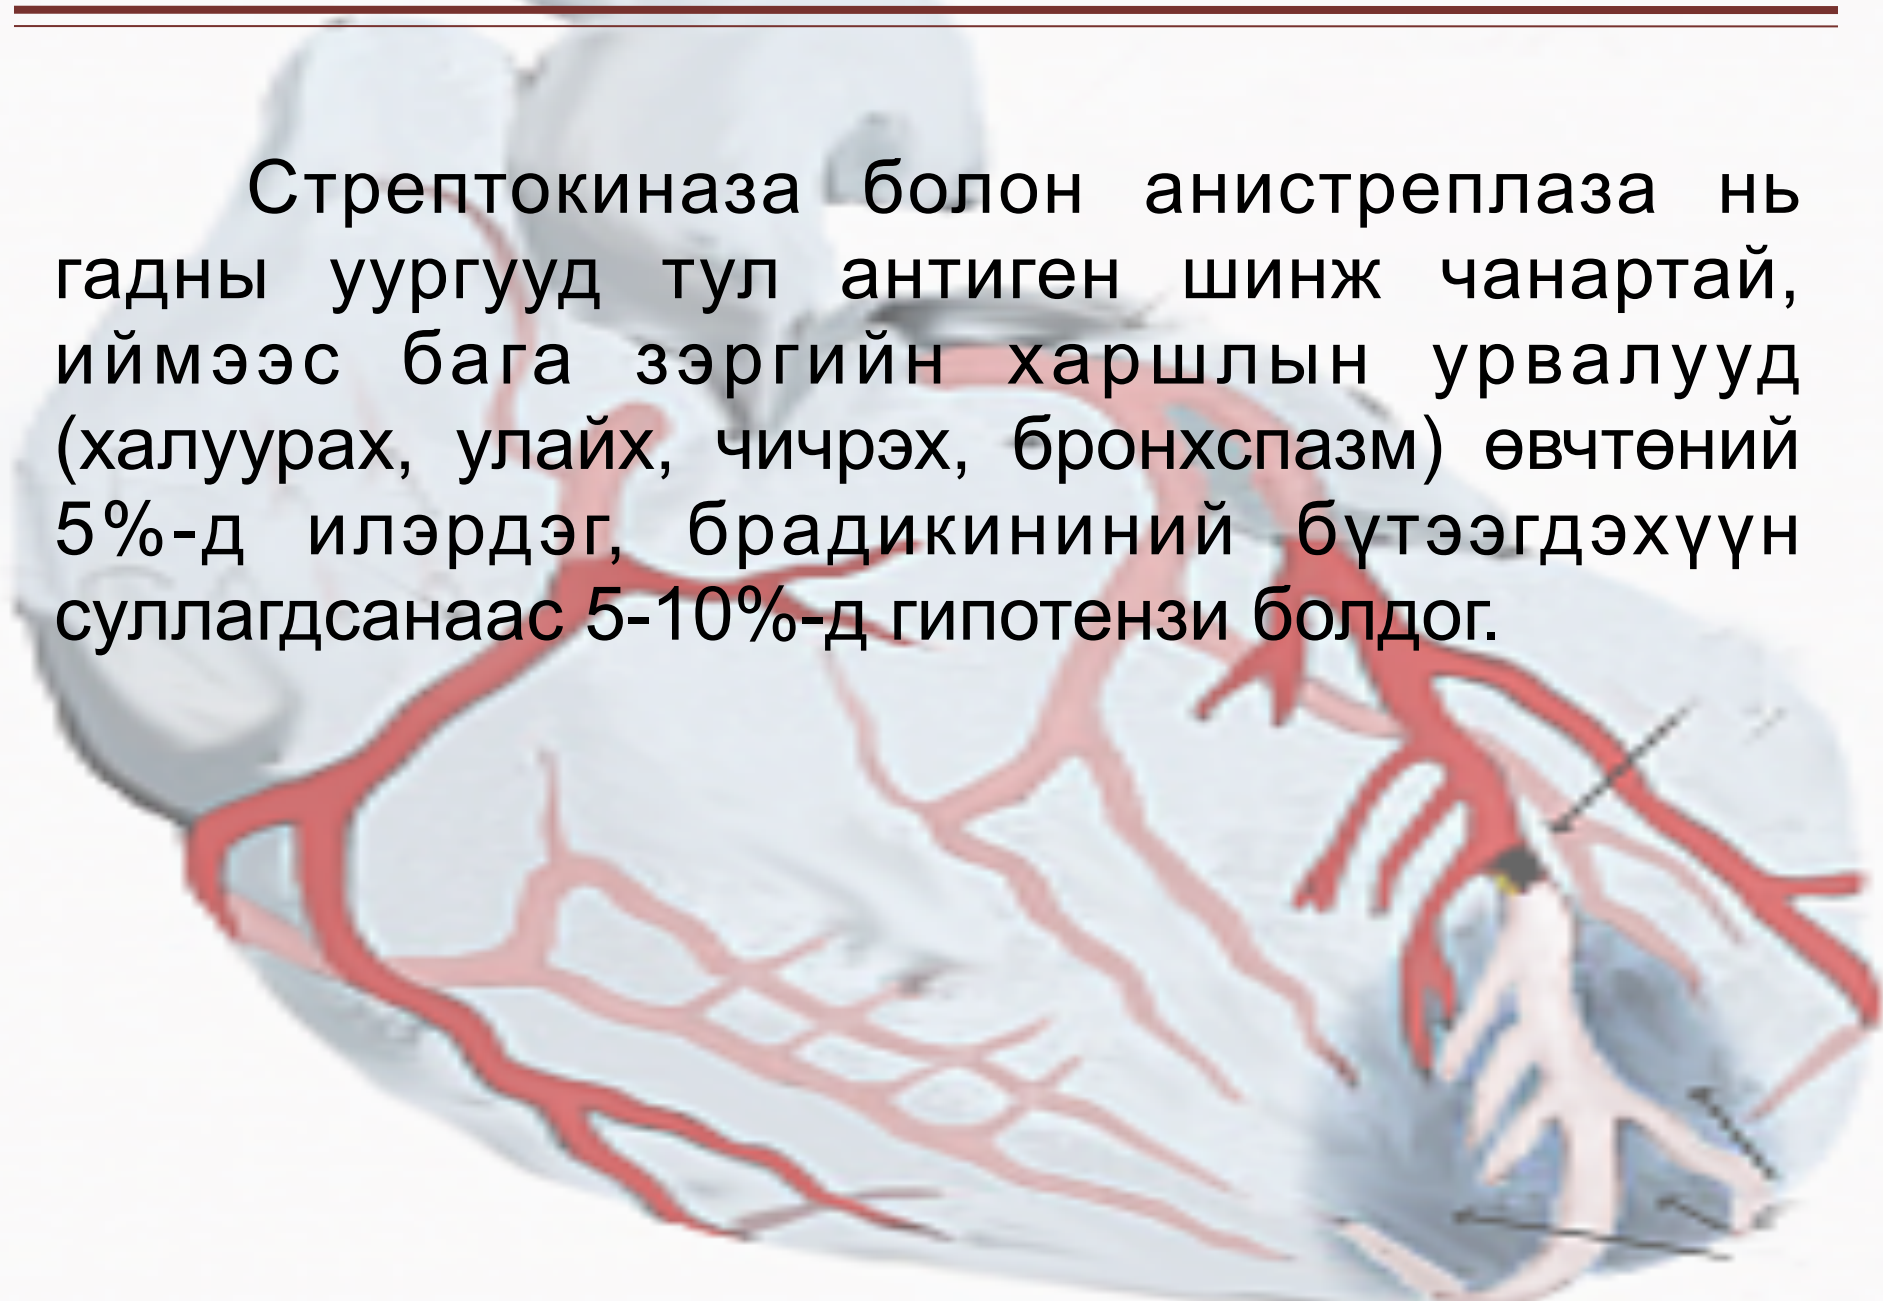 Стрептокиназа болон анистреплаза нь
гадны уургууд тул антиген шинж чанартай,
иймээс бага зэргийн харшлын урвалууд
(халуурах, улайх, чичрэх, бронхспазм) өвчтөний
5%-д илэрдэг, брадикининий бүтээгдэхүүн
суллагдсанаас 5-10%-д гипотензи болдог.